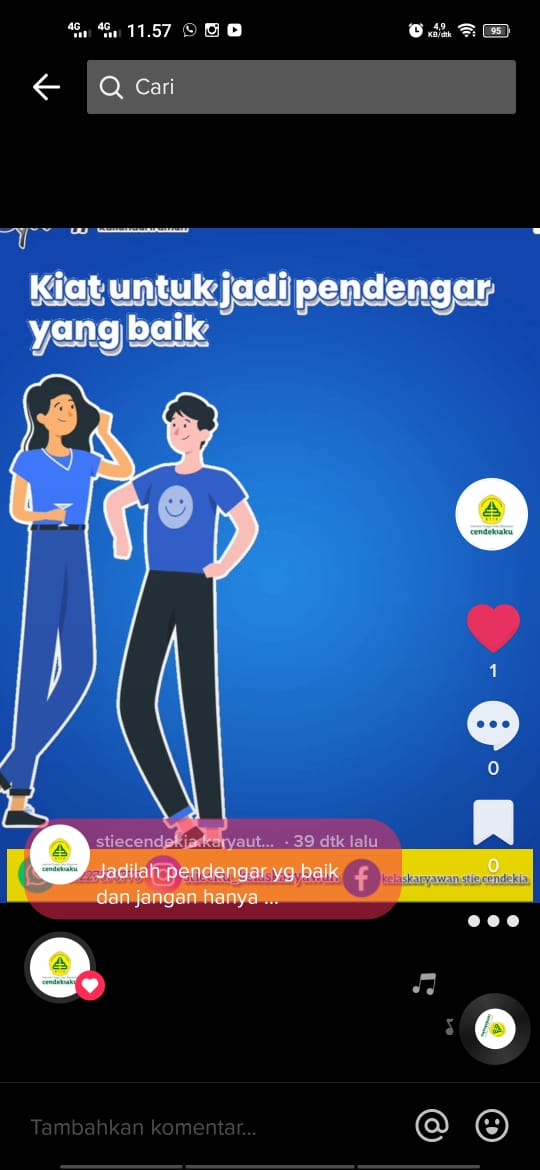 4G 4G 11.57 4,9 KB/dtk 95
Cari
Kiat untuk jadi pendengar
yang baik
cendekiaku
1
0
stiecendekia.karyaut... · 39 dtk lalu
Jadilah pendengar yg baik
dan jangan hanya ...
cendekiaku
0
kelaskaryawan stie cendekia
cendekiaku
Tambahkan komentar...